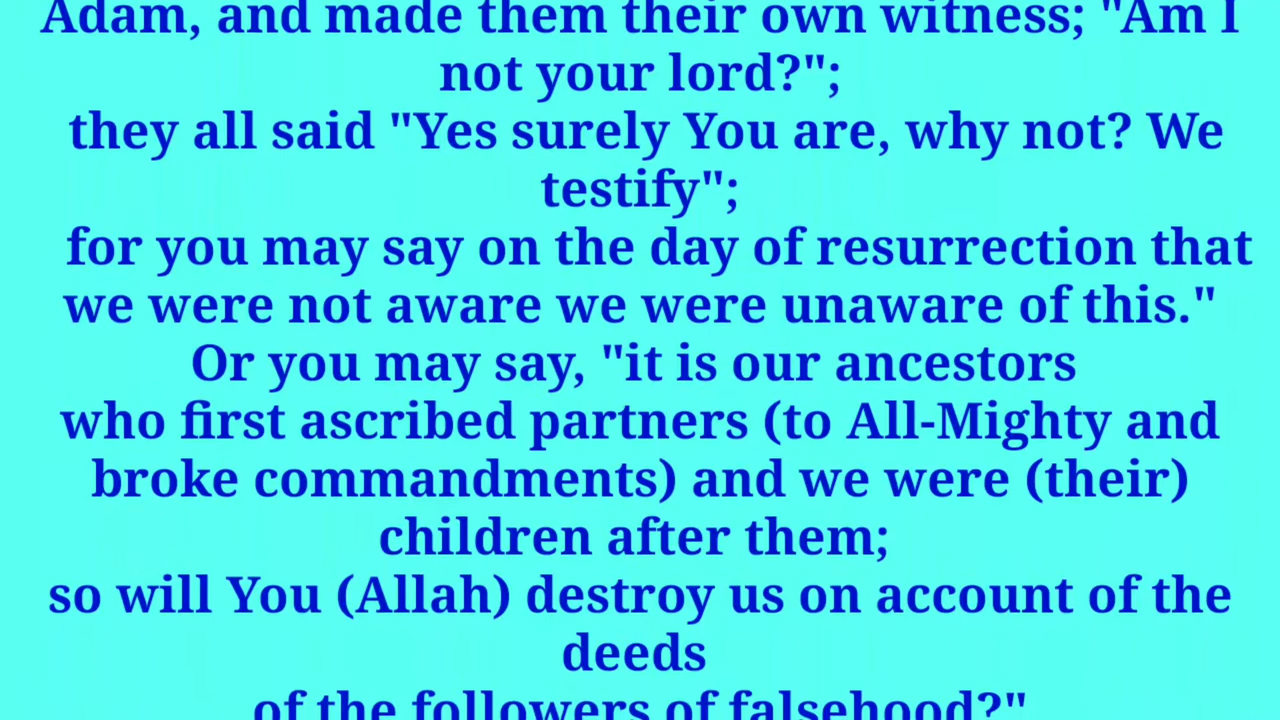 Adam, and made them their own witness; "Am I
not your lord?";
they all said "Yes surely You are, why not? We
testify";
for you may say on the day of resurrection that
we were not aware we were unaware of this."
Or you may say, "it is our ancestors
who first ascribed partners (to All-Mighty and
broke commandments) and we were (their)
children after them;
so will You (Allah) destroy us on account of the
deeds
of the followers of falsehood?"